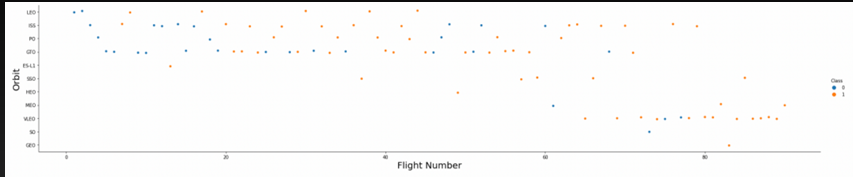 LEO
ISS
PO
GTO
ES-L1
SSO
HEO
MEO
VLEO
SO
GEO
Orbit
0 20 40 60 80
Flight Number
Class
0
1